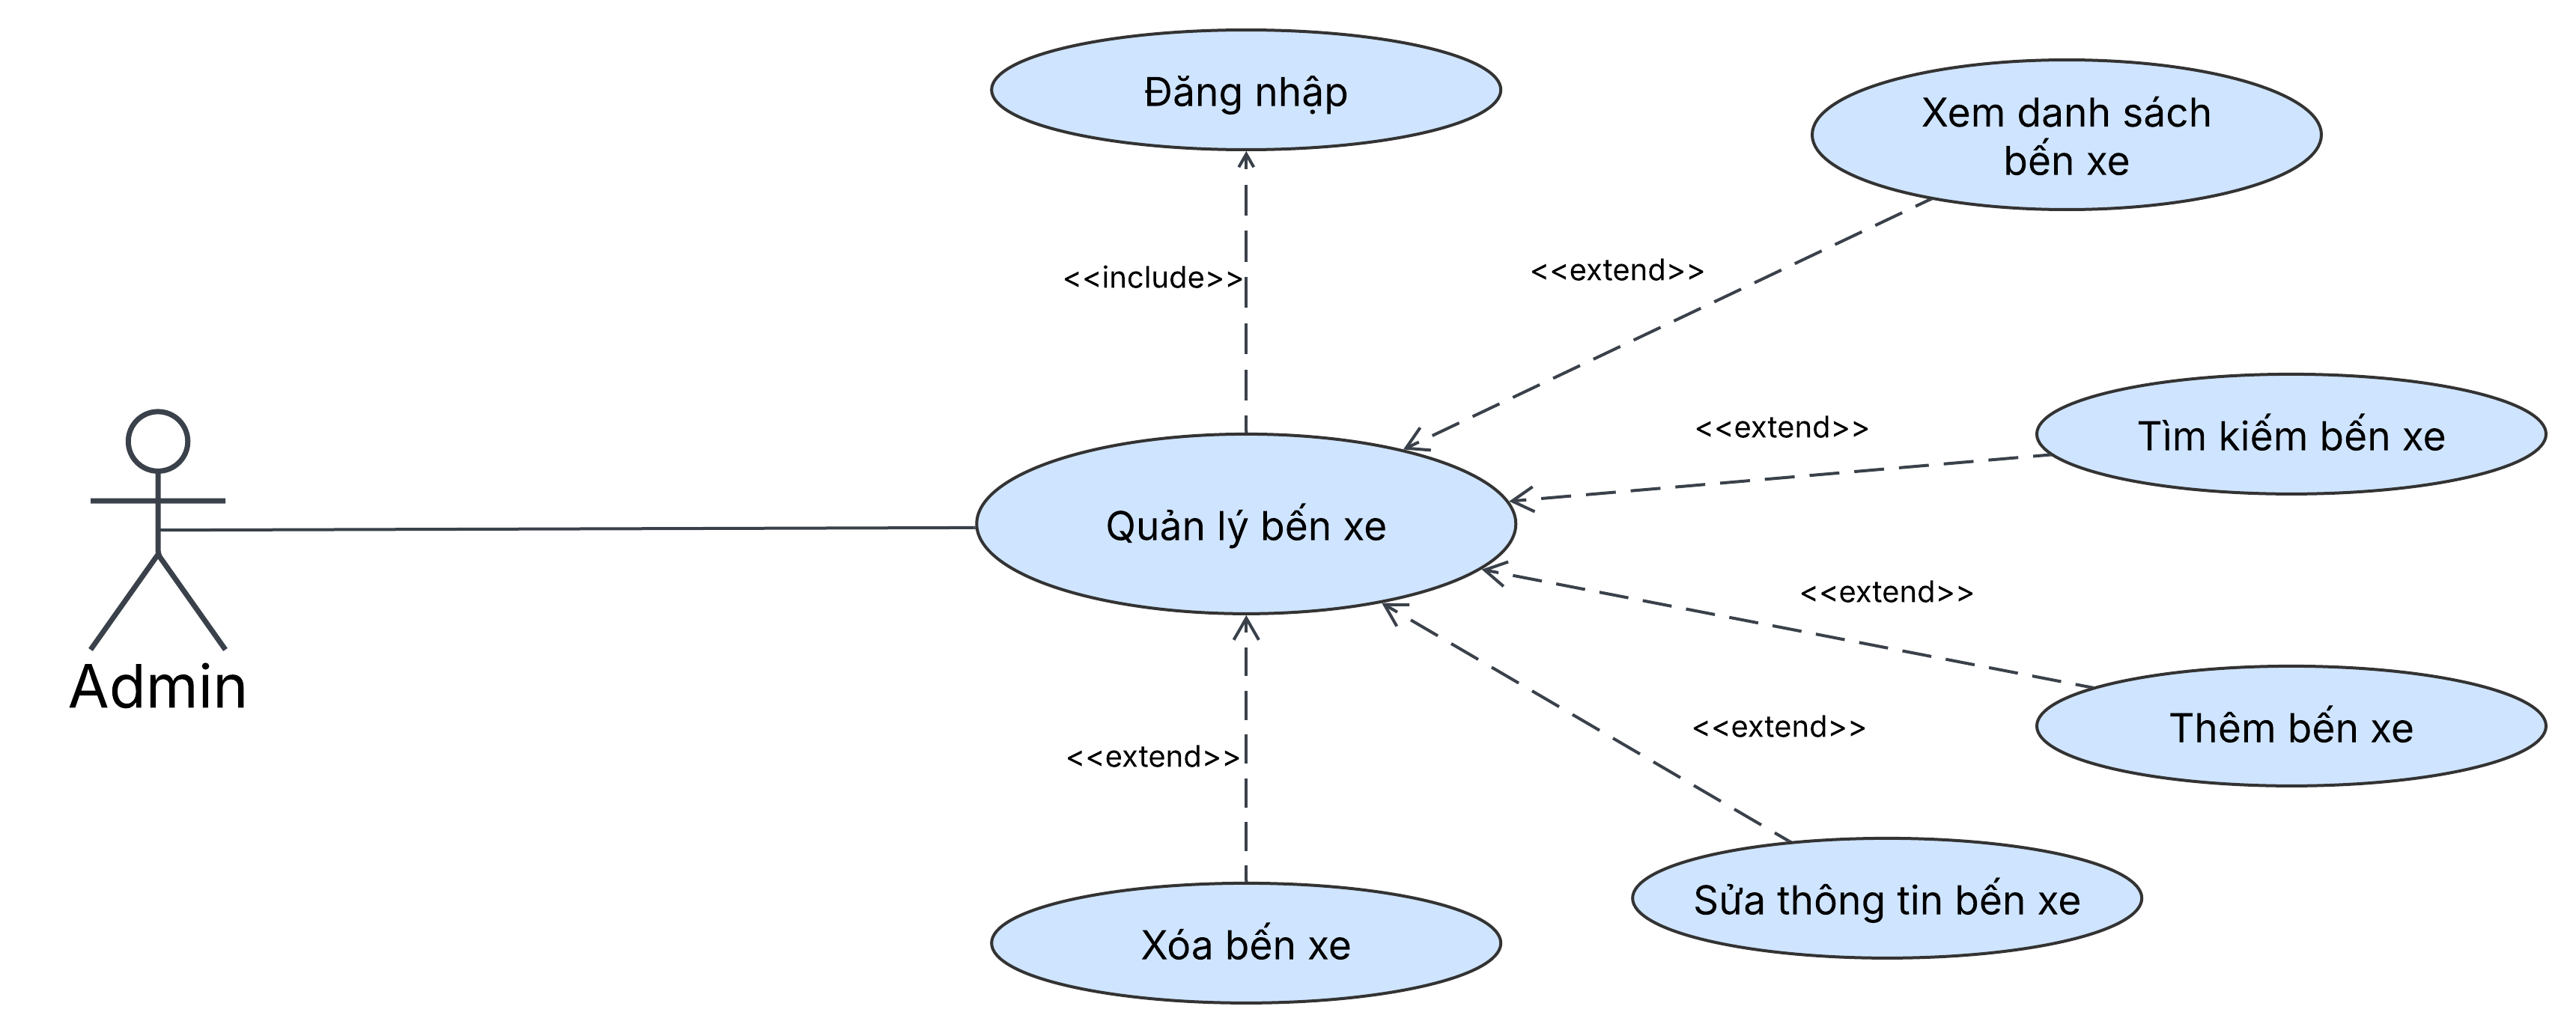 Đăng nhập
Xem danh sách
bến xe
<<include>>
<<extend>>
<<extend>>
Tìm kiếm bến xe
Quản lý bến xe
<<extend>>
Admin
<<extend>>
Thêm bến xe
<<extend>>
Sửa thông tin bến xe
Xóa bến xe